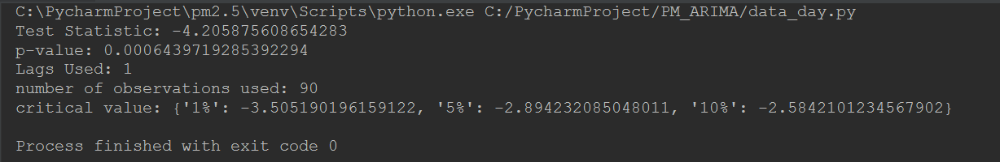 C:\PycharmProject\pm2.5\venv\Scripts\python.exe C:/PycharmProject/PM_ARIMA/data_day.py
Test Statistic: -4.205875608654283
p-value: 0.0006439719285392294
Lags Used: 1
number of observations used: 90
critical value: {'1%': -3.505190196159122, '5%': -2.894232085048011, '10%': -2.5842101234567902}
Process finished with exit code 0